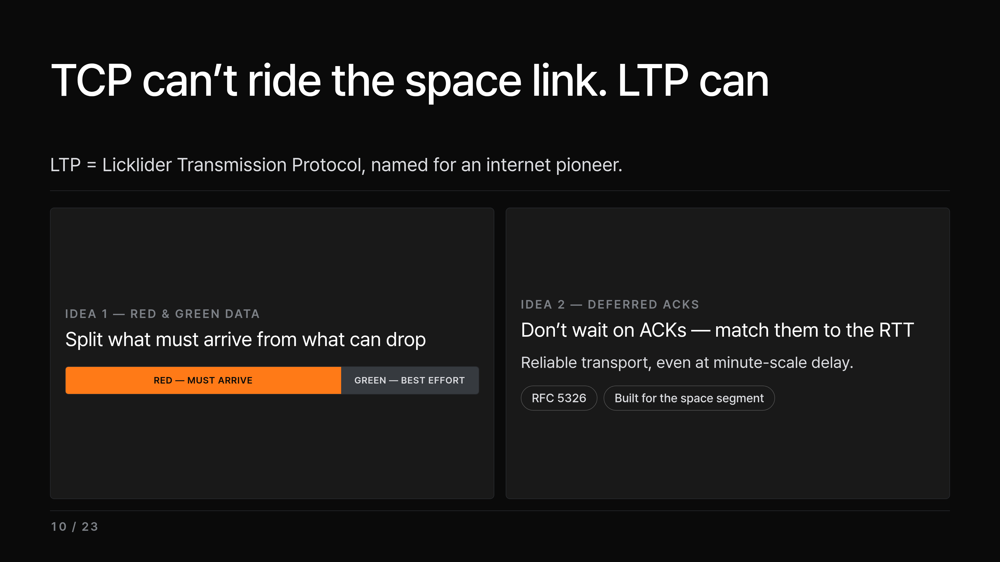 TCP can’t ride the space link. LTP can
LTP = Licklider Transmission Protocol, named for an internet pioneer.
IDEA 1 — RED & GREEN DATA
Split what must arrive from what can drop
RED — MUST ARRIVE
GREEN — BEST EFFORT
IDEA 2 — DEFERRED ACKS
Don’t wait on ACKs — match them to the RTT
Reliable transport, even at minute-scale delay.
RFC 5326
Built for the space segment
10 / 23